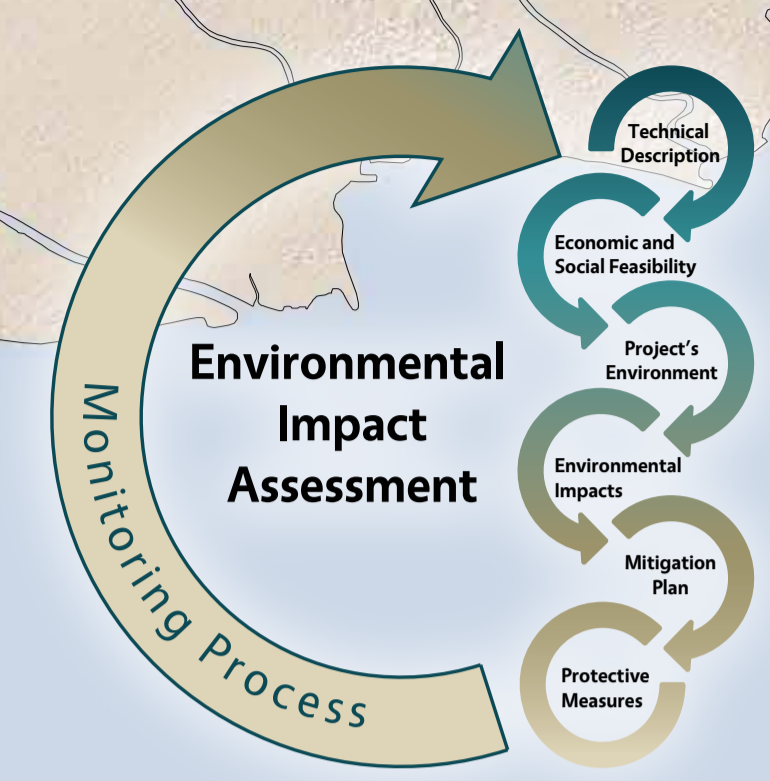 Technical
Description
Economic and
Social Feasibility
Project's
Environment
Environmental
Impact
Assessment
Environmental
Impacts
Mitigation
Plan
Protective
Measures
Monitoring Process